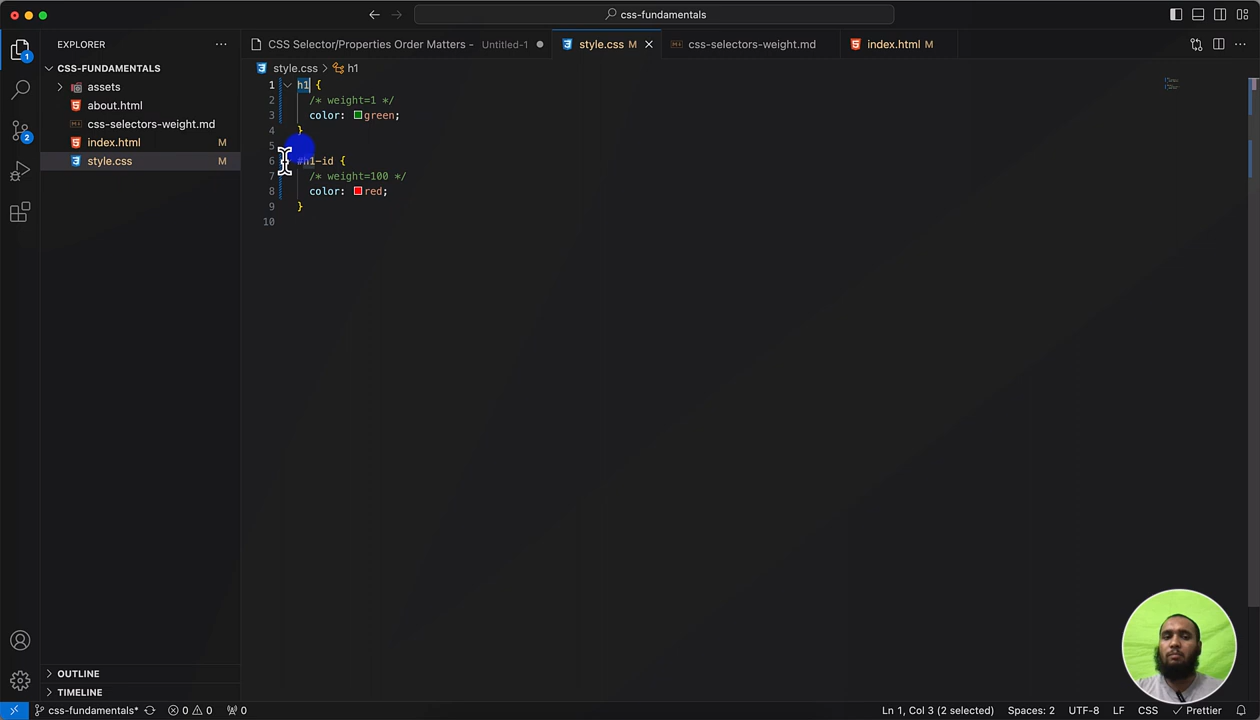 css-fundamentals
EXPLORER
CSS Selector/Properties Order Matters - Untitled-1
style.css M
css-selectors-weight.md
index.html M
CSS-FUNDAMENTALS
style.css > h1
assets
about.html
css-selectors-weight.md
index.html M
style.css M
1 h1 {
2 /* weight=1 */
3 color: green;
4 }
5
6 #h1-id {
7 /* weight=100 */
8 color: red;
9 }
10
OUTLINE
TIMELINE
1
2
css-fundamentals* 0 0 0 Ln 1, Col 3 (2 selected) Spaces: 2 UTF-8 LF CSS Prettier